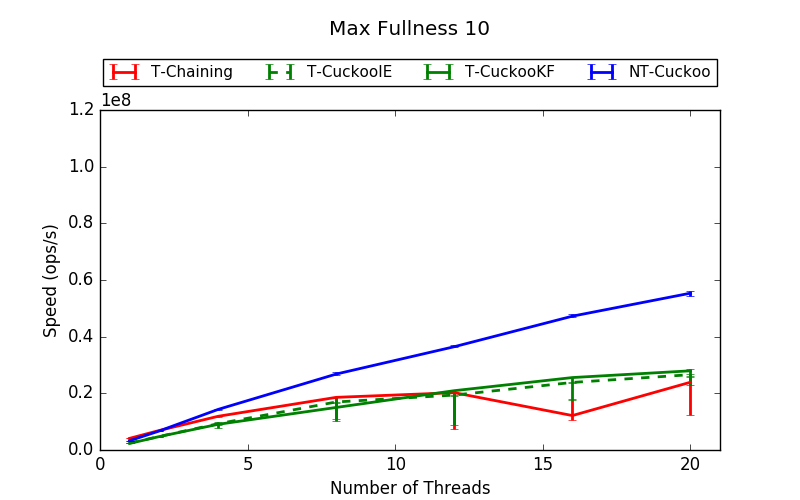 Max Fullness 10
T-Chaining T-CuckooIE T-CuckooKF NT-Cuckoo
1e8
1.2
1.0
0.8
0.6
0.4
0.2
0.0
Speed (ops/s)
0 5 10 15 20
Number of Threads